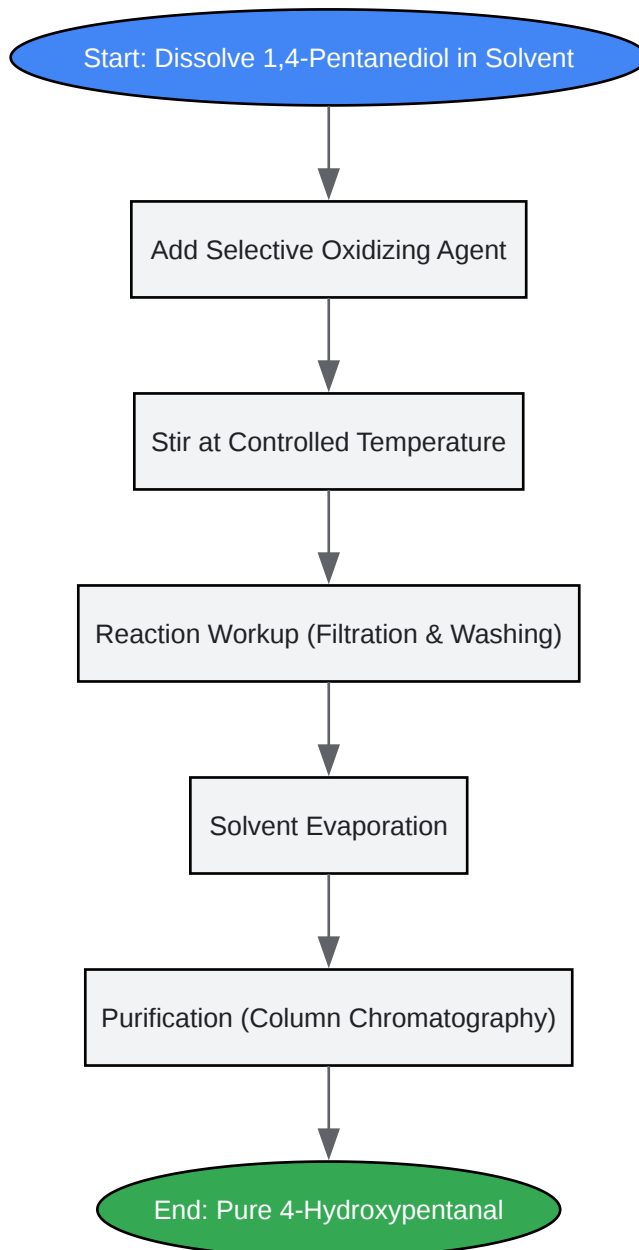 Start: Dissolve 1,4-Pentanediol in Solvent
Add Selective Oxidizing Agent
Stir at Controlled Temperature
Reaction Workup (Filtration & Washing)
Solvent Evaporation
Purification (Column Chromatography)
End: Pure 4-Hydroxypentanal